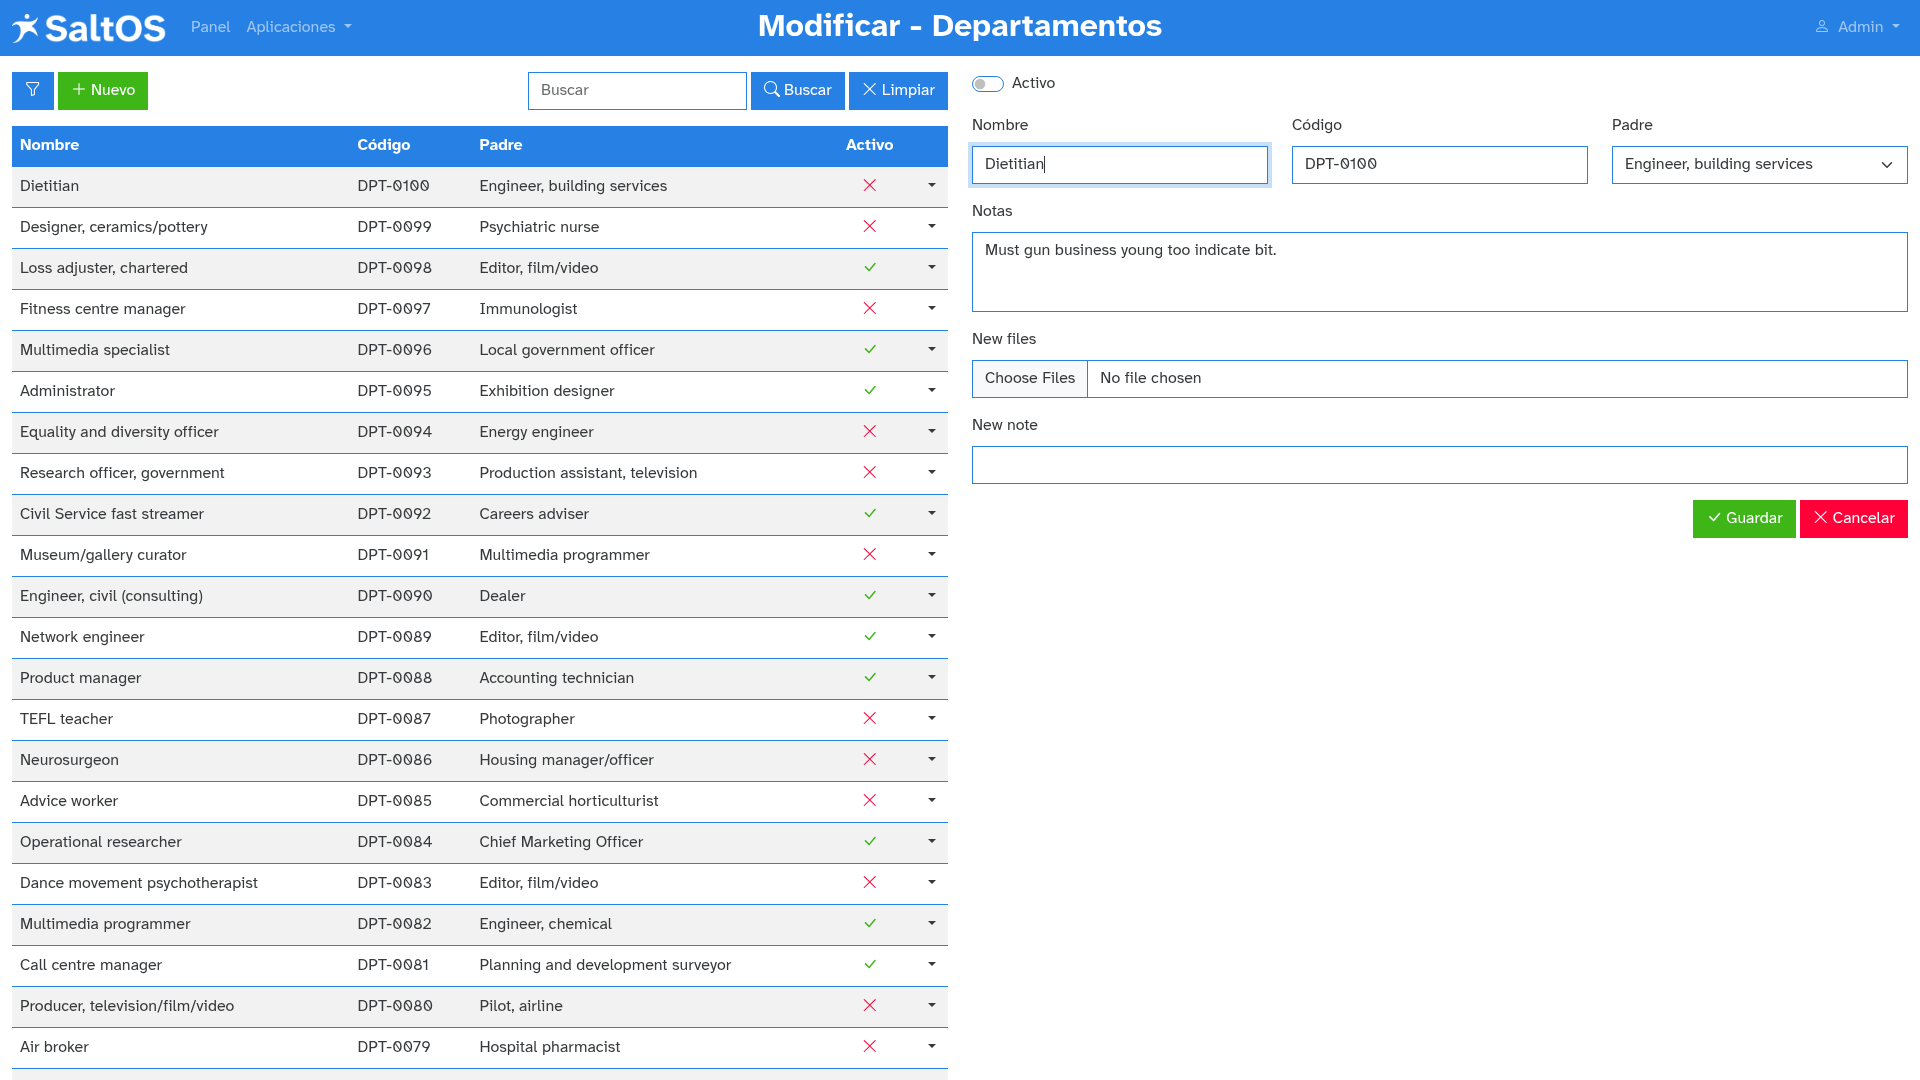 SaltOS Panel Aplicaciones Modificar - Departamentos Admin
Nuevo Buscar Buscar Limpiar
Nombre Código Padre Activo
Dietitian DPT-0100 Engineer, building services
Designer, ceramics/pottery DPT-0099 Psychiatric nurse
Loss adjuster, chartered DPT-0098 Editor, film/video
Fitness centre manager DPT-0097 Immunologist
Multimedia specialist DPT-0096 Local government officer
Administrator DPT-0095 Exhibition designer
Equality and diversity officer DPT-0094 Energy engineer
Research officer, government DPT-0093 Production assistant, television
Civil Service fast streamer DPT-0092 Careers adviser
Museum/gallery curator DPT-0091 Multimedia programmer
Engineer, civil (consulting) DPT-0090 Dealer
Network engineer DPT-0089 Editor, film/video
Product manager DPT-0088 Accounting technician
TEFL teacher DPT-0087 Photographer
Neurosurgeon DPT-0086 Housing manager/officer
Advice worker DPT-0085 Commercial horticulturist
Operational researcher DPT-0084 Chief Marketing Officer
Dance movement psychotherapist DPT-0083 Editor, film/video
Multimedia programmer DPT-0082 Engineer, chemical
Call centre manager DPT-0081 Planning and development surveyor
Producer, television/film/video DPT-0080 Pilot, airline
Air broker DPT-0079 Hospital pharmacist
Activo
Nombre Código Padre
Dietitian DPT-0100 Engineer, building services
Notas
Must gun business young too indicate bit.
New files
Choose Files No file chosen
New note
Guardar Cancelar